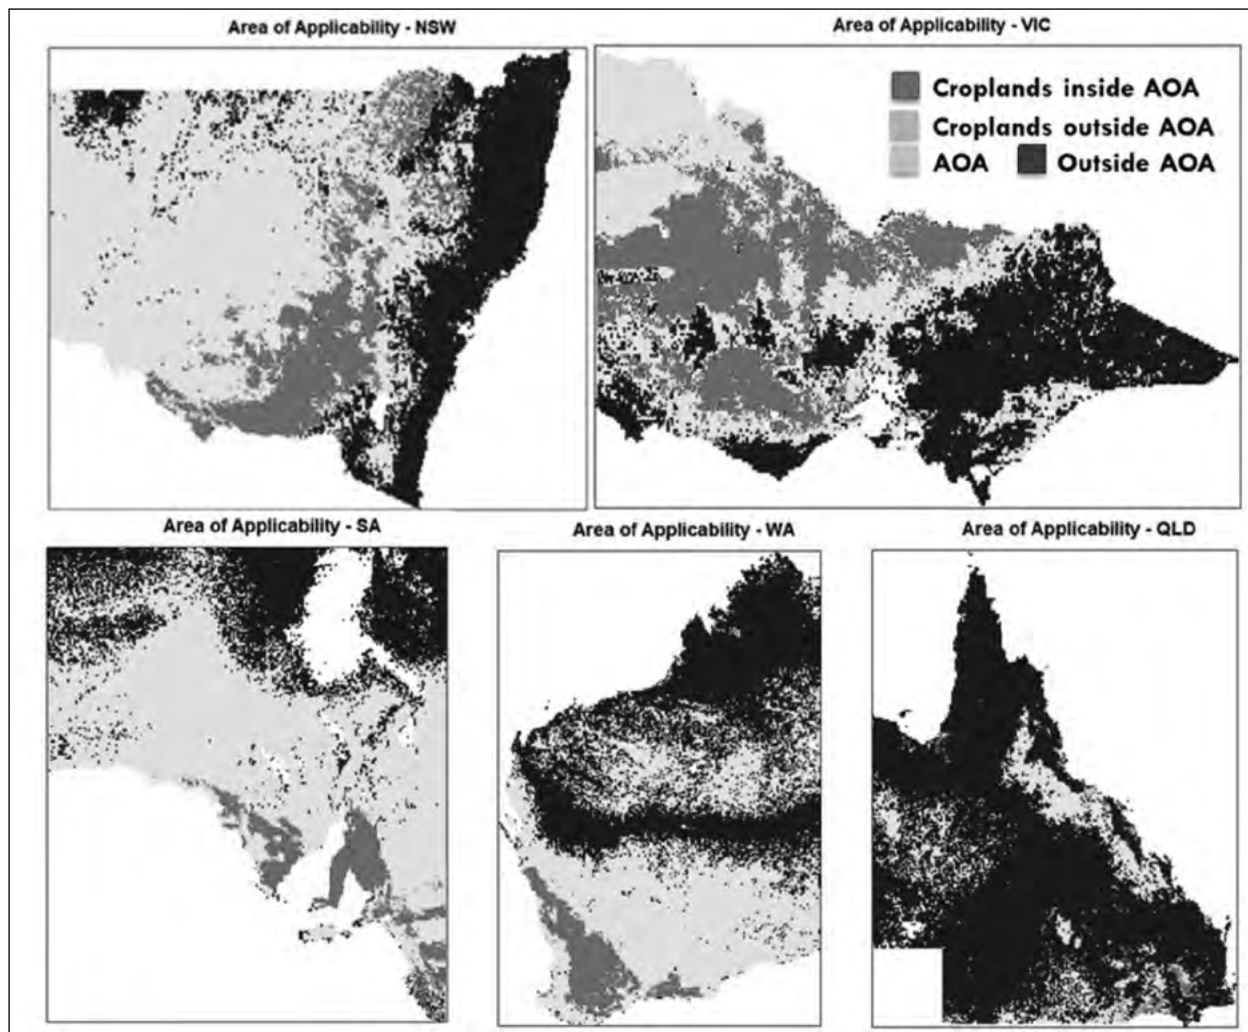 Area of Applicability - NSW
Area of Applicability - VIC
Croplands inside AOA
Croplands outside AOA
AOA
Outside AOA
Area of Applicability - SA
Area of Applicability - WA
Area of Applicability - QLD